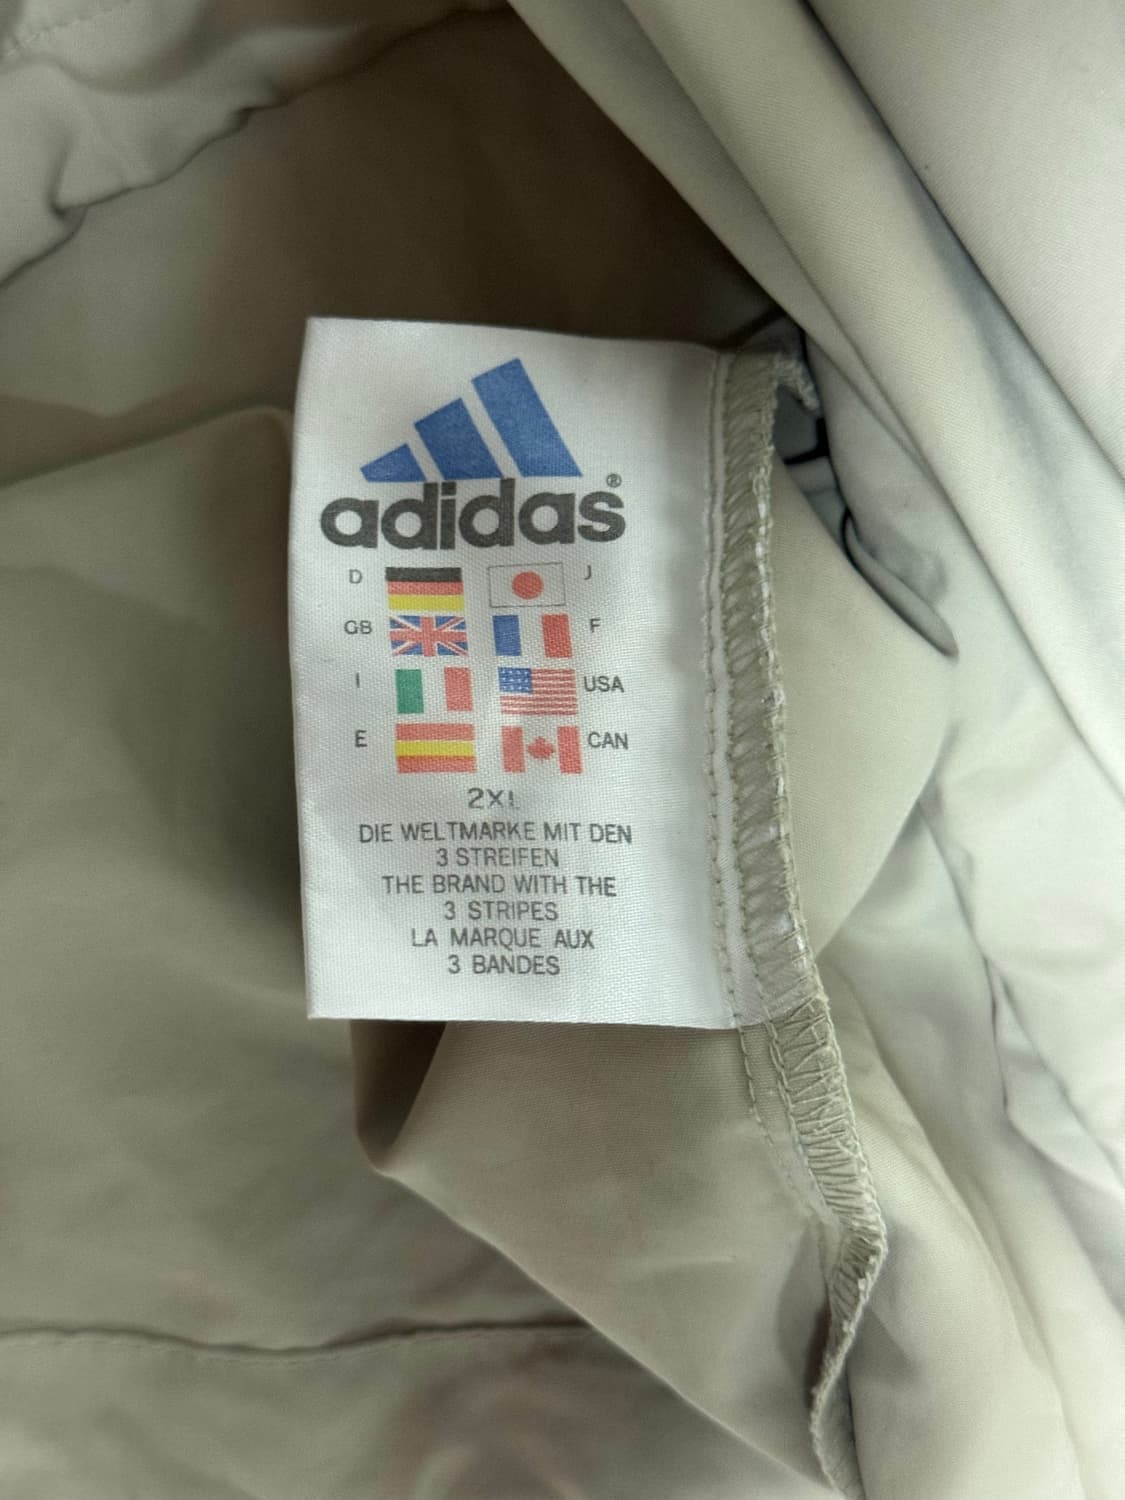 adidas®
D J
GB F
I USA
E CAN
2XL
DIE WELTMARKE MIT DEN
3 STREIFEN
THE BRAND WITH THE
3 STRIPES
LA MARQUE AUX
3 BANDES